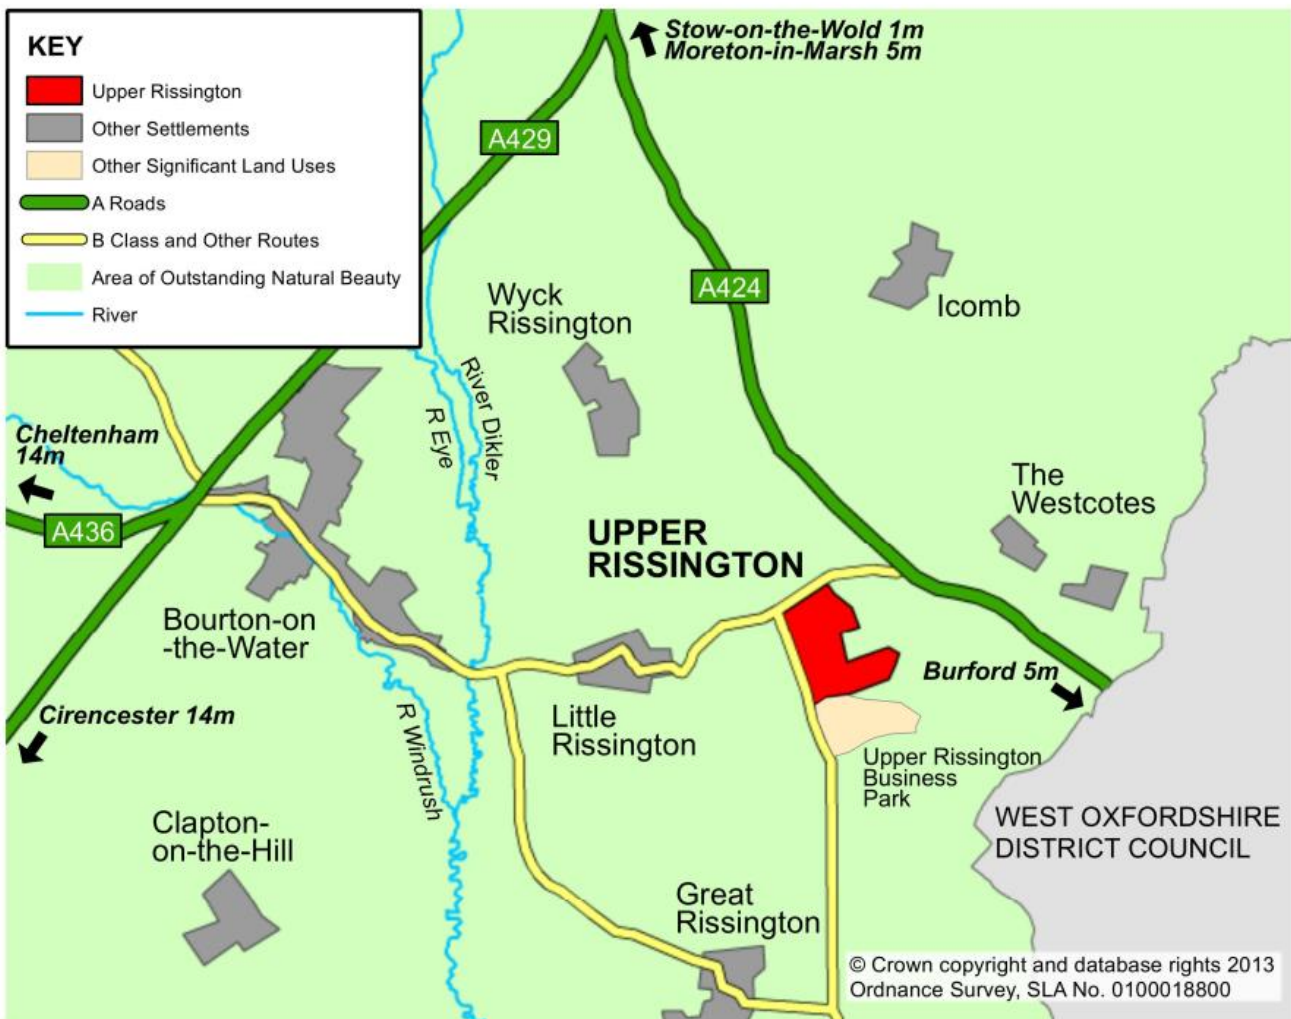 KEY
Upper Rissington
Other Settlements
Other Significant Land Uses
A Roads
B Class and Other Routes
Area of Outstanding Natural Beauty
River
Stow-on-the-Wold 1m
Moreton-in-Marsh 5m
A429
A424
Wyck
Rissington
Icomb
River Dikler
R Eye
Cheltenham
14m
A436
The
Westcotes
UPPER
RISSINGTON
Bourton-on
-the-Water
Burford 5m
Cirencester 14m
R Windrush
Little
Rissington
Upper Rissington
Business
Park
WEST OXFORDSHIRE
DISTRICT COUNCIL
Clapton-
on-the-Hill
Great
Rissington
© Crown copyright and database rights 2013
Ordnance Survey, SLA No. 0100018800